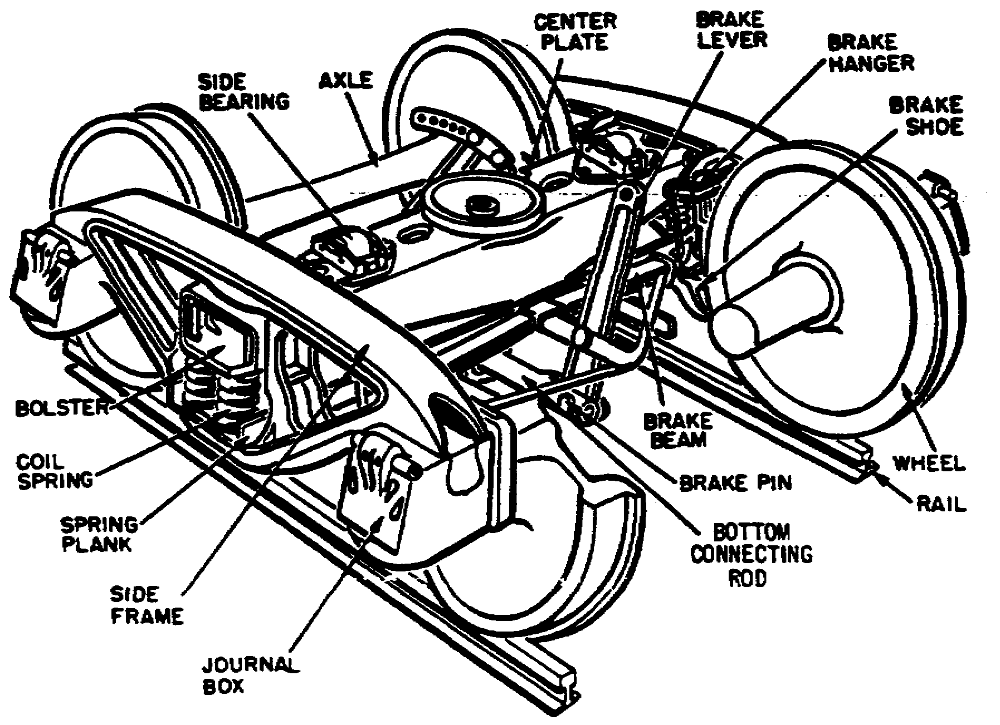 CENTER
PLATE
BRAKE
LEVER
BRAKE
HANGER
SIDE
BEARING
AXLE
BRAKE
SHOE
BOLSTER
COIL
SPRING
SPRING
PLANK
SIDE
FRAME
JOURNAL
BOX
BRAKE
BEAM
BRAKE PIN
BOTTOM
CONNECTING
ROD
WHEEL
RAIL